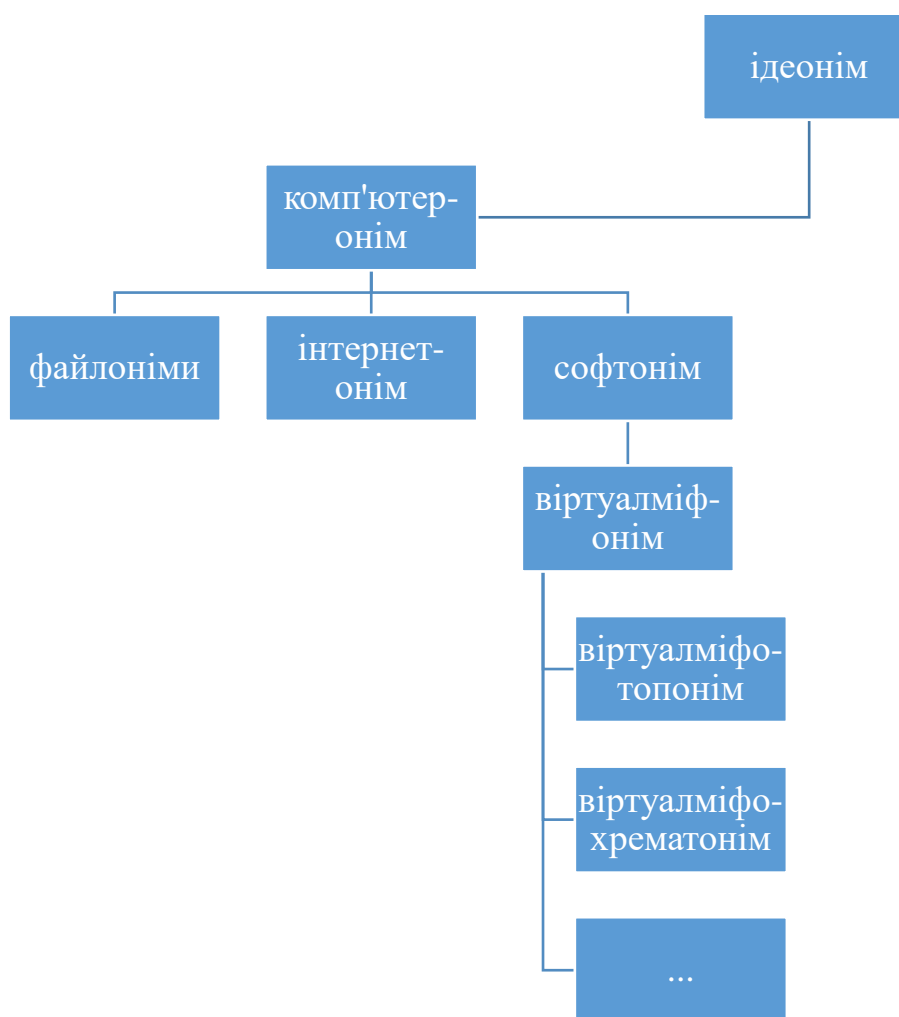 ідеонім
комп'ютер-
онім
файлоніми
інтернет-
онім
софтонім
віртуалміф-
онім
віртуалміфо-
топонім
віртуалміфо-
хрематонім
...